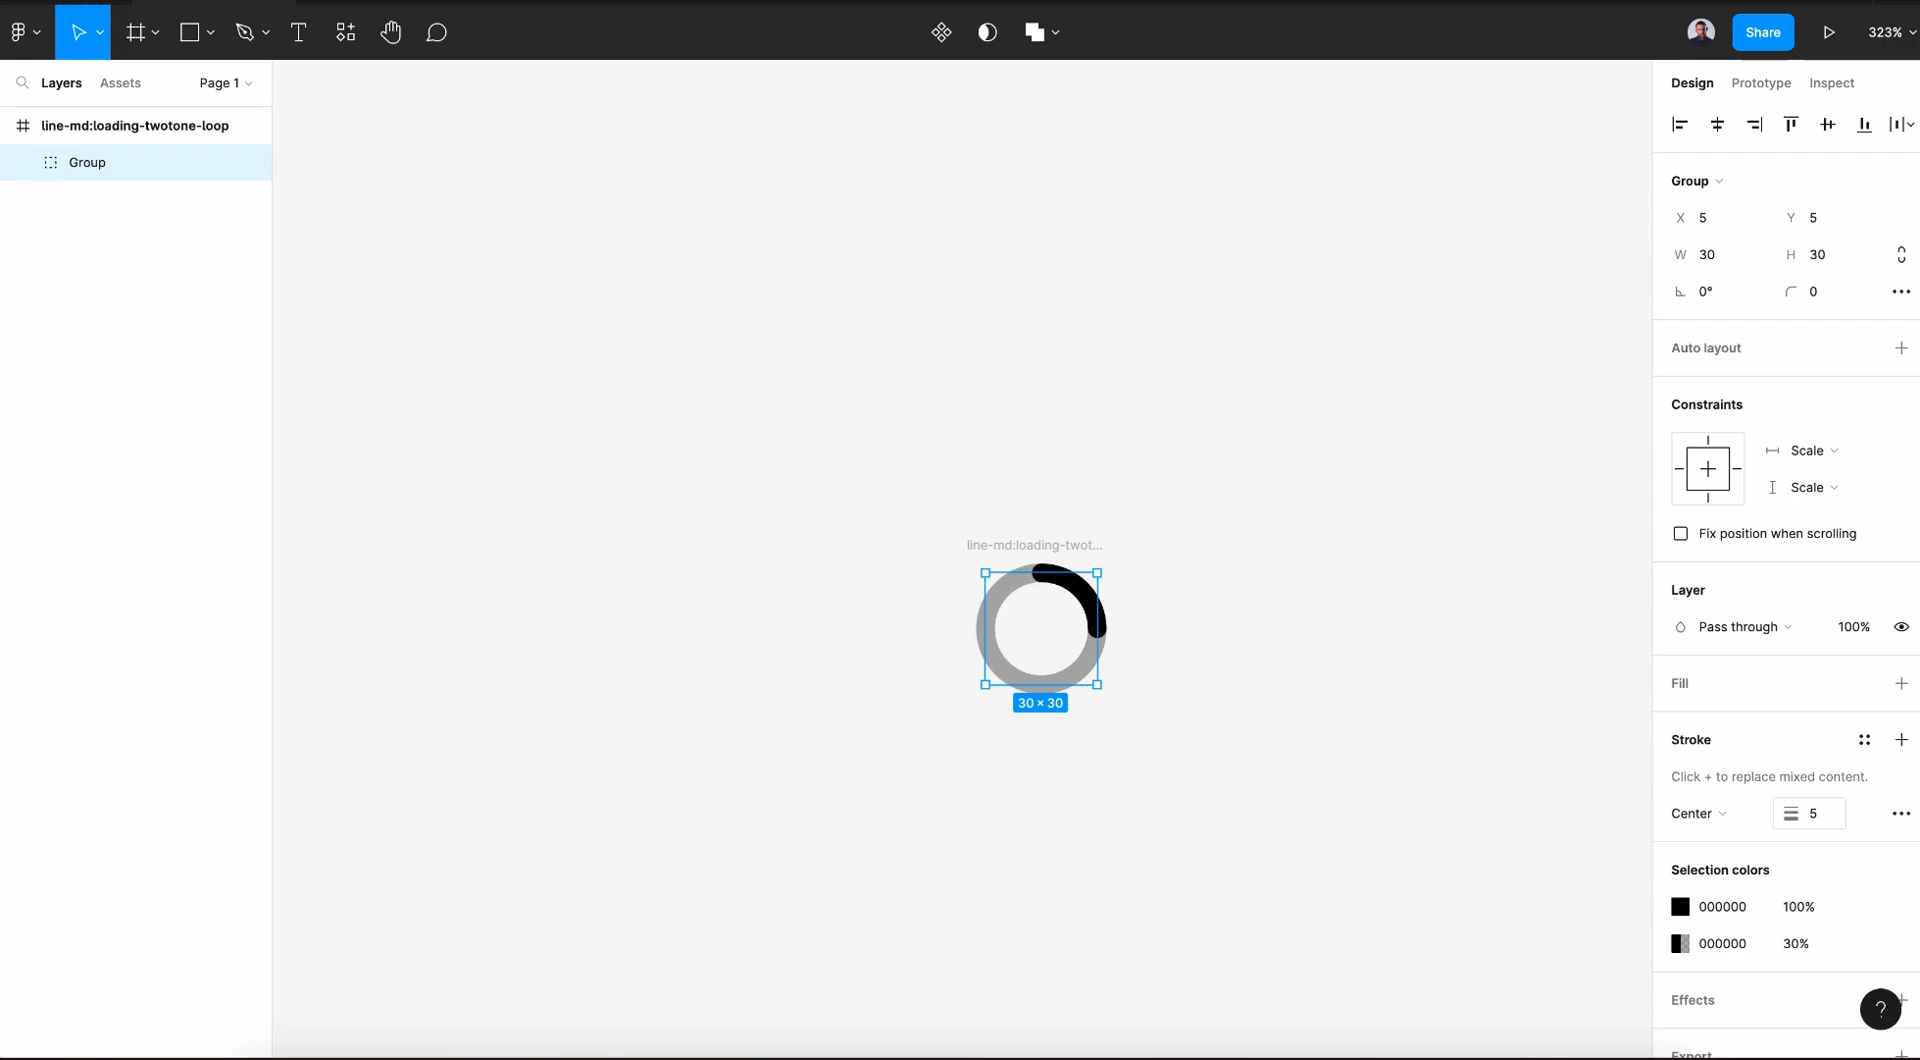 Share
323%
Layers Assets Page 1
line-md:loading-twotone-loop
Group
line-md:loading-twot...
30 × 30
Design Prototype Inspect
Group
X 5 Y 5
W 30 H 30
0° 0
Auto layout
Constraints
Scale
Scale
Fix position when scrolling
Layer
Pass through 100%
Fill
Stroke
Click + to replace mixed content.
Center 5
Selection colors
000000 100%
000000 30%
Effects
?
Export